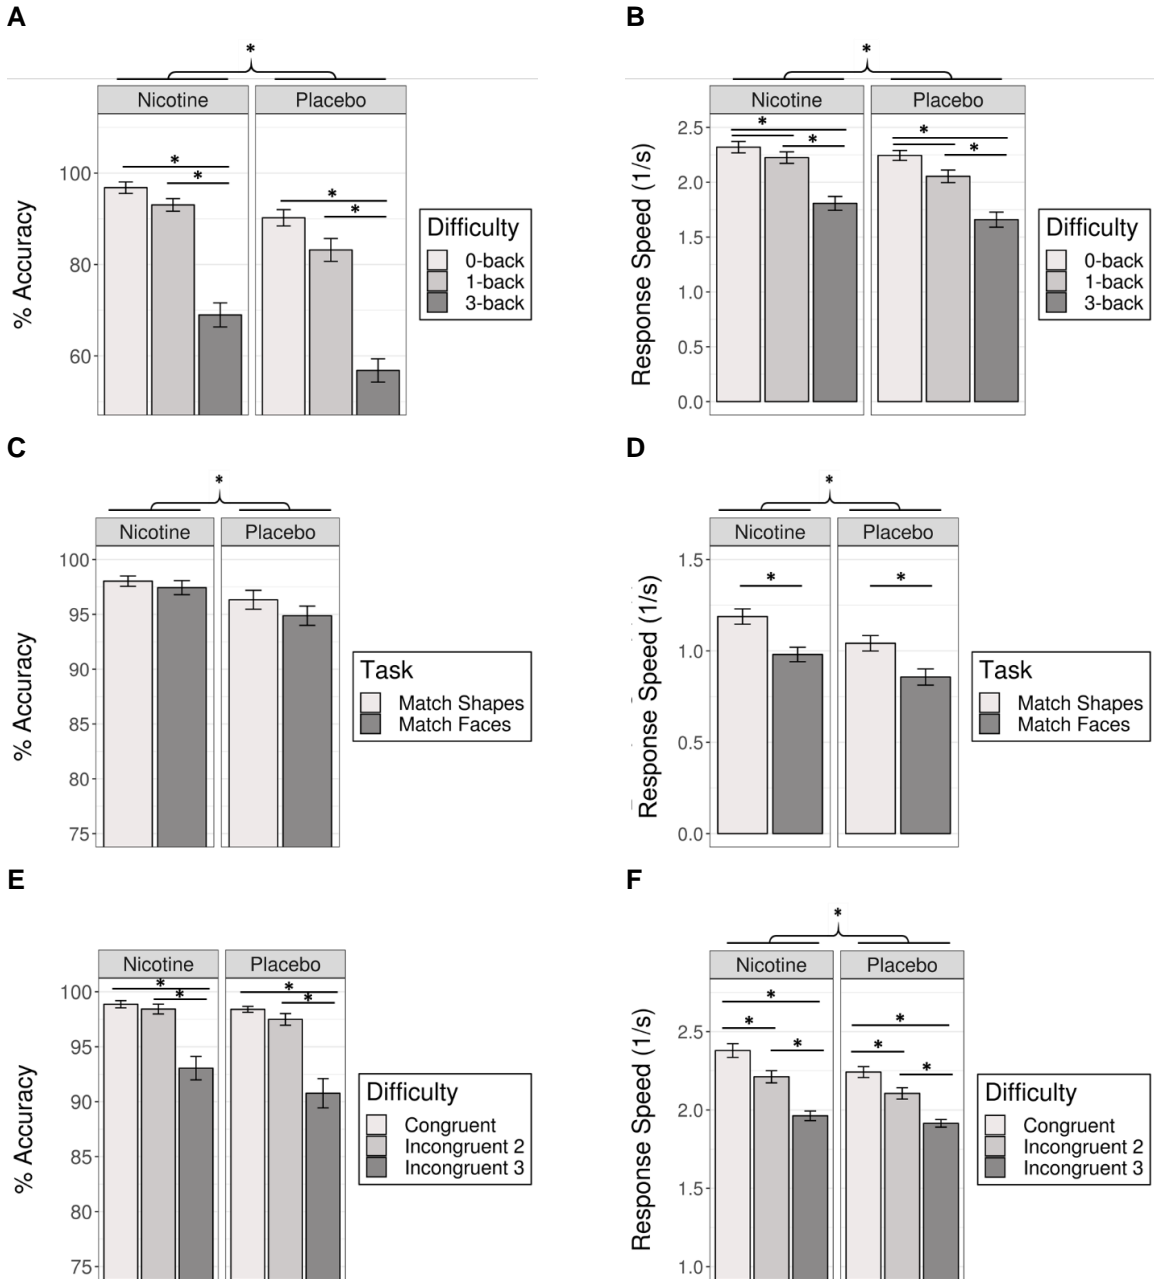 A
*
Nicotine Placebo
100
80
60
% Accuracy
*
*
*
*
Difficulty
0-back
1-back
3-back
B
*
Nicotine Placebo
2.5
2.0
1.5
1.0
0.5
0.0
Response Speed (1/s)
*
*
*
*
Difficulty
0-back
1-back
3-back
C
*
Nicotine Placebo
100
95
90
85
80
75
% Accuracy
Task
Match Shapes
Match Faces
D
*
Nicotine Placebo
1.5
1.0
0.5
0.0
Response Speed (1/s)
*
*
Task
Match Shapes
Match Faces
E
Nicotine Placebo
100
95
90
85
80
75
% Accuracy
*
*
*
*
Difficulty
Congruent
Incongruent 2
Incongruent 3
F
*
Nicotine Placebo
2.5
2.0
1.5
1.0
Response Speed (1/s)
*
*
*
*
*
*
Difficulty
Congruent
Incongruent 2
Incongruent 3